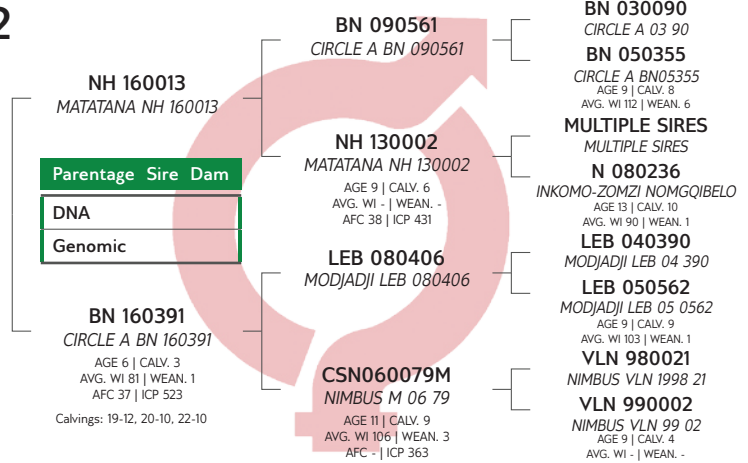 2
NH 160013
MATATANA NH 160013
Parentage Sire Dam
DNA
Genomic
BN 160391
CIRCLE A BN 160391
AGE 6 | CALV. 3
AVG. WI 81 | WEAN. 1
AFC 37 | ICP 523
Calvings: 19-12, 20-10, 22-10
BN 090561
CIRCLE A BN 090561
NH 130002
MATATANA NH 130002
AGE 9 | CALV. 6
AVG. WI - | WEAN. -
AFC 38 | ICP 431
LEB 080406
MODJADJI LEB 080406
CSN060079M
NIMBUS M 06 79
AGE 11 | CALV. 9
AVG. WI 106 | WEAN. 3
AFC - | ICP 363
BN 030090
CIRCLE A 03 90
BN 050355
CIRCLE A BN05355
AGE 9 | CALV. 8
AVG. WI 112 | WEAN. 6
MULTIPLE SIRES
MULTIPLE SIRES
N 080236
INKOMO-ZOMZI NOMGQIBELO
AGE 13 | CALV. 10
AVG. WI 90 | WEAN. 1
LEB 040390
MODJADJI LEB 04 390
LEB 050562
MODJADJI LEB 05 0562
AGE 9 | CALV. 9
AVG. WI 103 | WEAN. 1
VLN 980021
NIMBUS VLN 1998 21
VLN 990002
NIMBUS VLN 99 02
AGE 9 | CALV. 4
AVG. WI - | WEAN. -